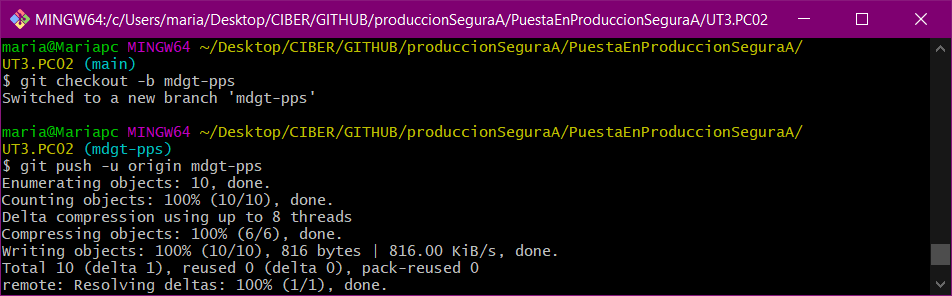 MINGW64:/c/Users/maria/Desktop/CIBER/GITHUB/produccionSeguraA/PuestaEnProduccionSeguraA/UT3.PC02
maria@Mariapc MINGW64 ~/Desktop/CIBER/GITHUB/produccionSeguraA/PuestaEnProduccionSeguraA/
UT3.PC02 (main)
$ git checkout -b mdgt-pps
Switched to a new branch 'mdgt-pps'
maria@Mariapc MINGW64 ~/Desktop/CIBER/GITHUB/produccionSeguraA/PuestaEnProduccionSeguraA/
UT3.PC02 (mdgt-pps)
$ git push -u origin mdgt-pps
Enumerating objects: 10, done.
Counting objects: 100% (10/10), done.
Delta compression using up to 8 threads
Compressing objects: 100% (6/6), done.
Writing objects: 100% (10/10), 816 bytes | 816.00 KiB/s, done.
Total 10 (delta 1), reused 0 (delta 0), pack-reused 0
remote: Resolving deltas: 100% (1/1), done.